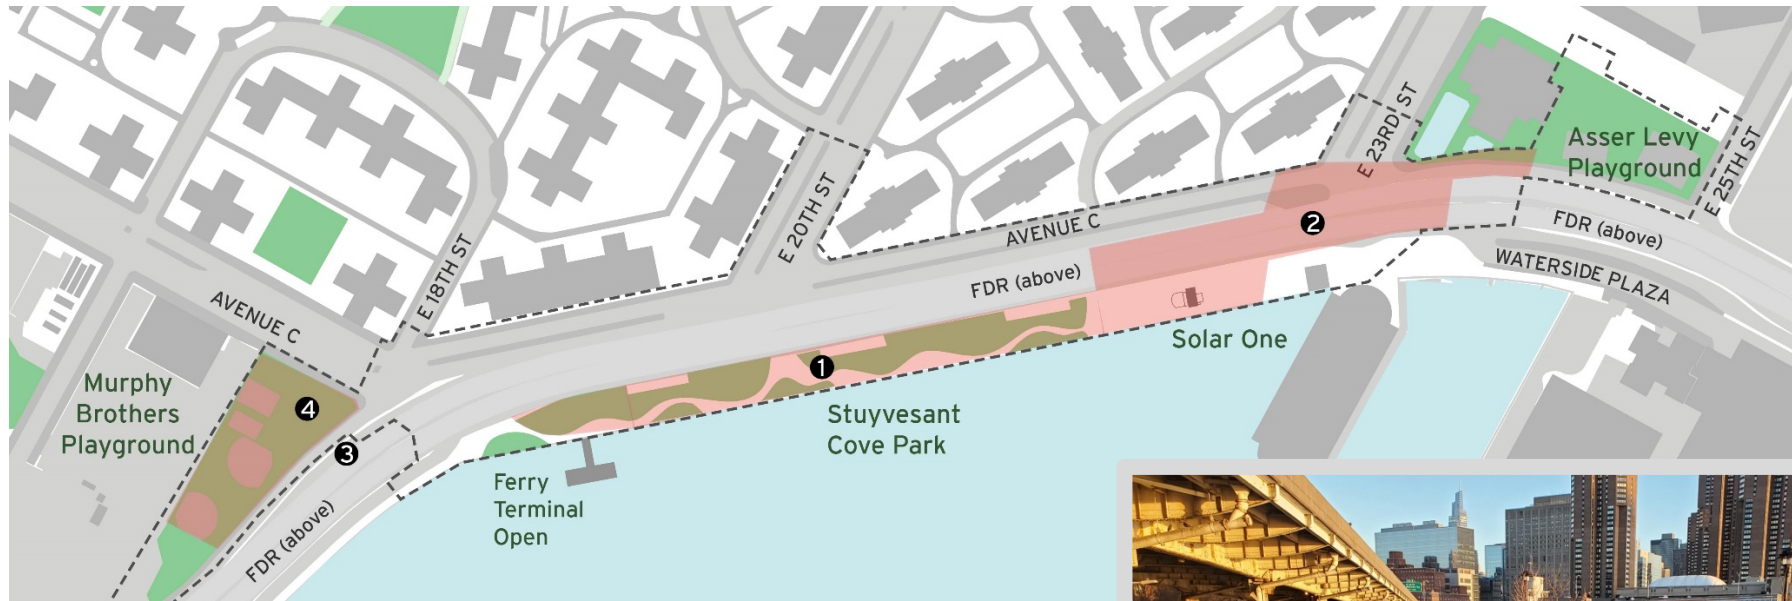 E 23RD ST
Asser Levy
Playground
E 25TH ST
E 20TH ST
AVENUE C
2
FDR (above)
WATERSIDE PLAZA
E 18TH ST
FDR (above)
AVENUE C
Solar One
1
Murphy
Brothers
Playground
4
3
Stuyvesant
Cove Park
Ferry
Terminal
Open
FDR (above)